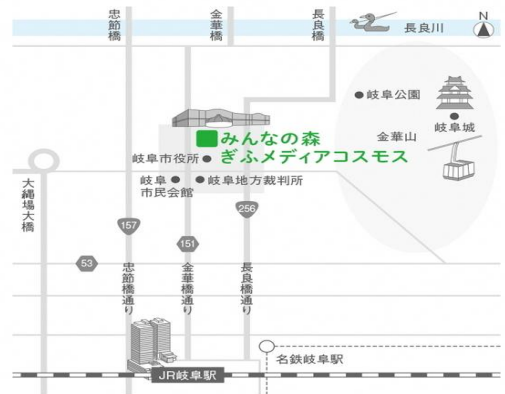 忠節橋
金華橋
長良橋
N
長良川
岐阜公園
岐阜城
金華山
みんなの森
ぎふメディアコスモス
岐阜市役所
岐阜
市民会館
岐阜地方裁判所
大縄場大橋
157
256
151
53
忠節橋通り
金華橋通り
長良橋通り
名鉄岐阜駅
JR岐阜駅